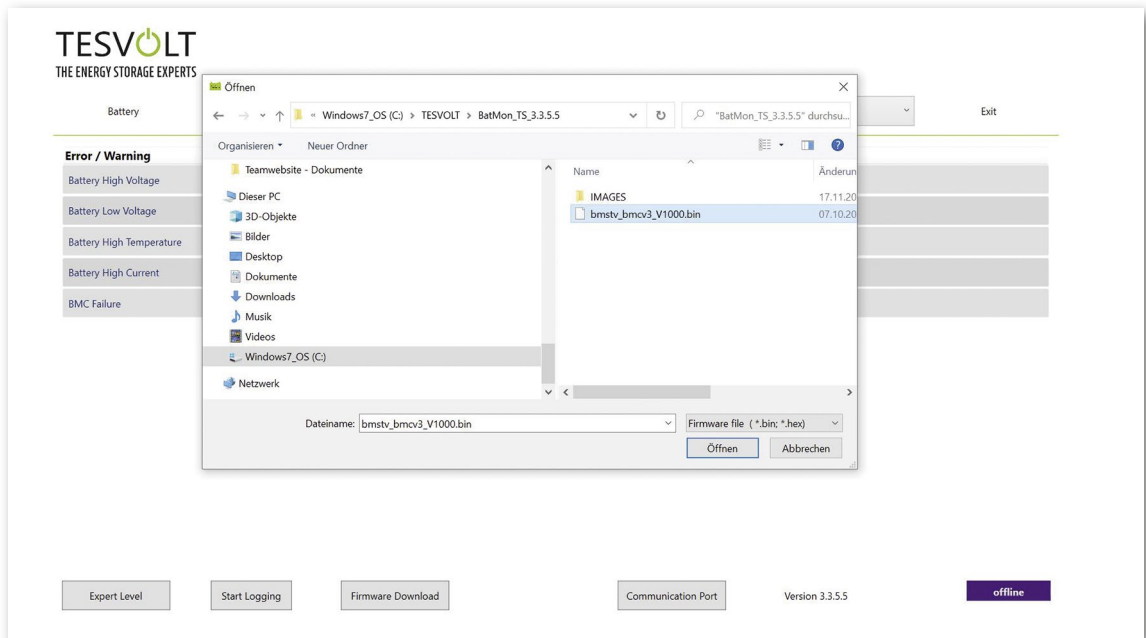 TESVOLT
THE ENERGY STORAGE EXPERTS
Öffnen
Battery
Exit
« Windows7_OS (C:) › TESVOLT › BatMon_TS_3.3.5.5
"BatMon_TS_3.3.5.5" durchsu...
Organisieren
Neuer Ordner
Error / Warning
Battery High Voltage
Battery Low Voltage
Battery High Temperature
Battery High Current
BMC Failure
Teamwebsite - Dokumente
Dieser PC
3D-Objekte
Bilder
Desktop
Dokumente
Downloads
Musik
Videos
Windows7_OS (C:)
Netzwerk
Name Änderun
IMAGES 17.11.20
bmstv_bmcv3_V1000.bin 07.10.20
Dateiname: bmstv_bmcv3_V1000.bin
Firmware file ( *.bin; *.hex)
Öffnen Abbrechen
Expert Level
Start Logging
Firmware Download
Communication Port
Version 3.3.5.5
offline